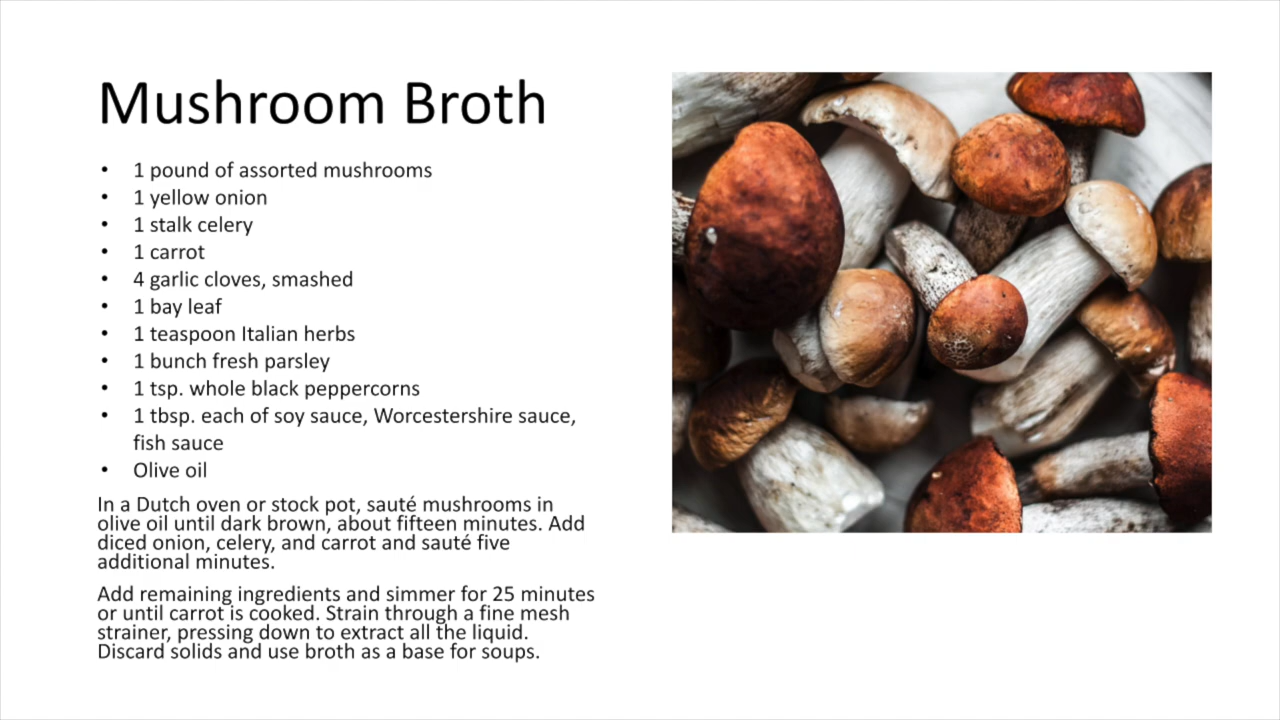 Mushroom Broth
• 1 pound of assorted mushrooms
• 1 yellow onion
• 1 stalk celery
• 1 carrot
• 4 garlic cloves, smashed
• 1 bay leaf
• 1 teaspoon Italian herbs
• 1 bunch fresh parsley
• 1 tsp. whole black peppercorns
• 1 tbsp. each of soy sauce, Worcestershire sauce,
fish sauce
• Olive oil
In a Dutch oven or stock pot, sauté mushrooms in
olive oil until dark brown, about fifteen minutes. Add
diced onion, celery, and carrot and sauté five
additional minutes.
Add remaining ingredients and simmer for 25 minutes
or until carrot is cooked. Strain through a fine mesh
strainer, pressing down to extract all the liquid.
Discard solids and use broth as a base for soups.